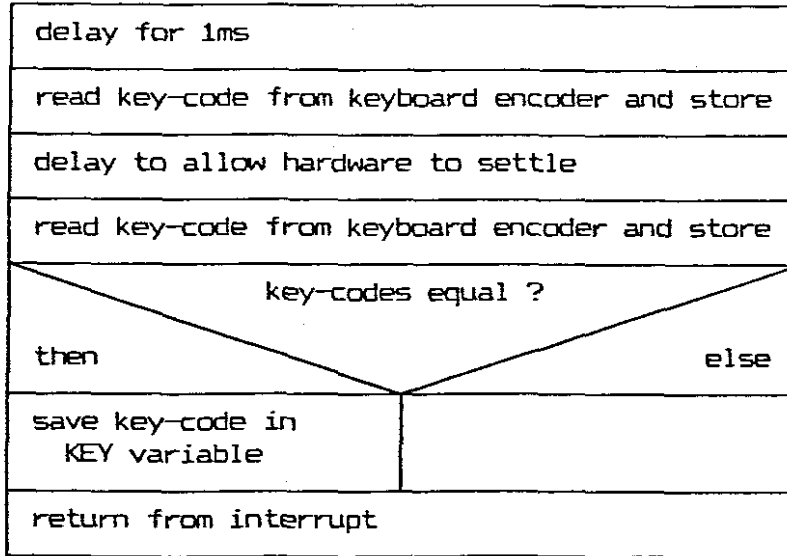 delay for 1ms
read key-code from keyboard encoder and store
delay to allow hardware to settle
read key-code from keyboard encoder and store
key-codes equal ?
then else
save key-code in
KEY variable
return from interrupt